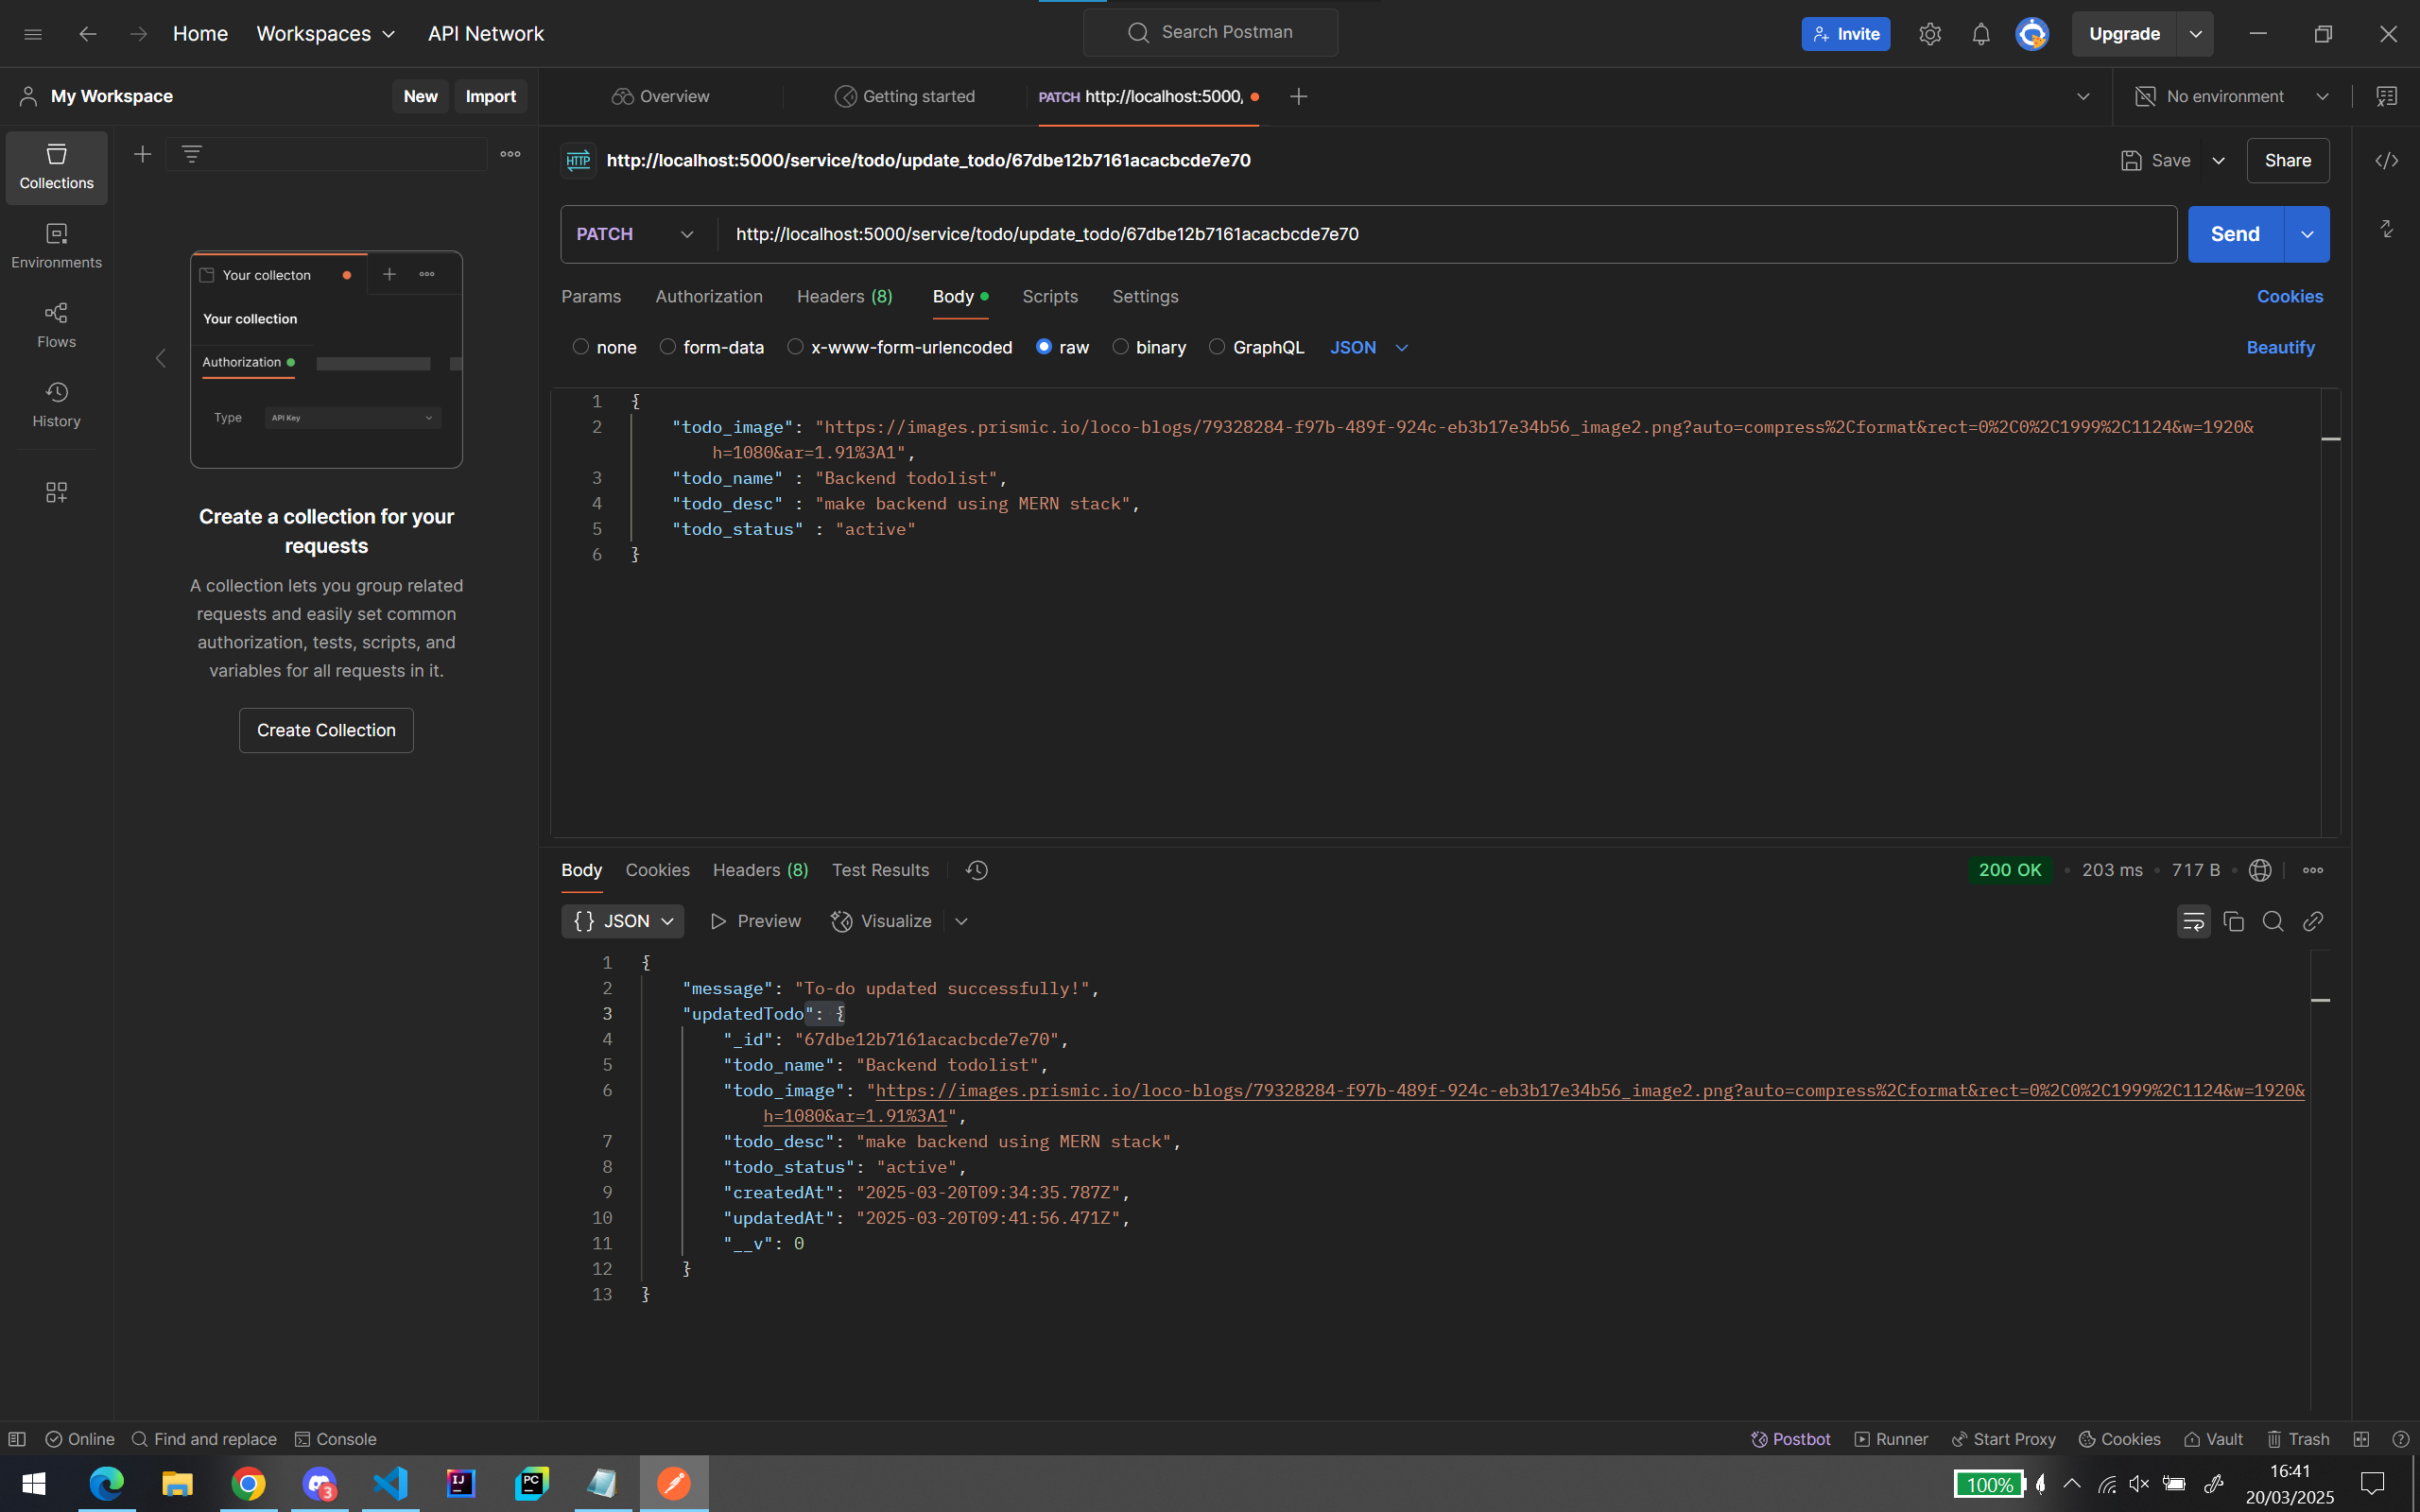 Home
Workspaces
API Network
Search Postman
Invite
Upgrade
My Workspace
New
Import
Overview
Getting started
PATCH http://localhost:5000,
No environment
Collections
Environments
Flows
History
Your collecton
Your collection
Authorization
Type
API Key
Create a collection for your
requests
A collection lets you group related
requests and easily set common
authorization, tests, scripts, and
variables for all requests in it.
Create Collection
HTTP http://localhost:5000/service/todo/update_todo/67dbe12b7161acacbcde7e70
Save
Share
PATCH
http://localhost:5000/service/todo/update_todo/67dbe12b7161acacbcde7e70
Send
Params
Authorization
Headers (8)
Body
Scripts
Settings
Cookies
none
form-data
x-www-form-urlencoded
raw
binary
GraphQL
JSON
Beautify
1 {
2 "todo_image": "https://images.prismic.io/loco-blogs/79328284-f97b-489f-924c-eb3b17e34b56_image2.png?auto=compress%2Cformat&rect=0%2C0%2C1999%2C1124&w=1920&
h=1080&ar=1.91%3A1",
3 "todo_name" : "Backend todolist",
4 "todo_desc" : "make backend using MERN stack",
5 "todo_status" : "active"
6 }
Body
Cookies
Headers (8)
Test Results
200 OK
203 ms
717 B
{} JSON
Preview
Visualize
1 {
2 "message": "To-do updated successfully!",
3 "updatedTodo": {
4 "_id": "67dbe12b7161acacbcde7e70",
5 "todo_name": "Backend todolist",
6 "todo_image": "https://images.prismic.io/loco-blogs/79328284-f97b-489f-924c-eb3b17e34b56_image2.png?auto=compress%2Cformat&rect=0%2C0%2C1999%2C1124&w=1920&
h=1080&ar=1.91%3A1",
7 "todo_desc": "make backend using MERN stack",
8 "todo_status": "active",
9 "createdAt": "2025-03-20T09:34:35.787Z",
10 "updatedAt": "2025-03-20T09:41:56.471Z",
11 "__v": 0
12 }
13 }
Online
Find and replace
Console
Postbot
Runner
Start Proxy
Cookies
Vault
Trash
IJ
PC
3
100%
16:41
20/03/2025